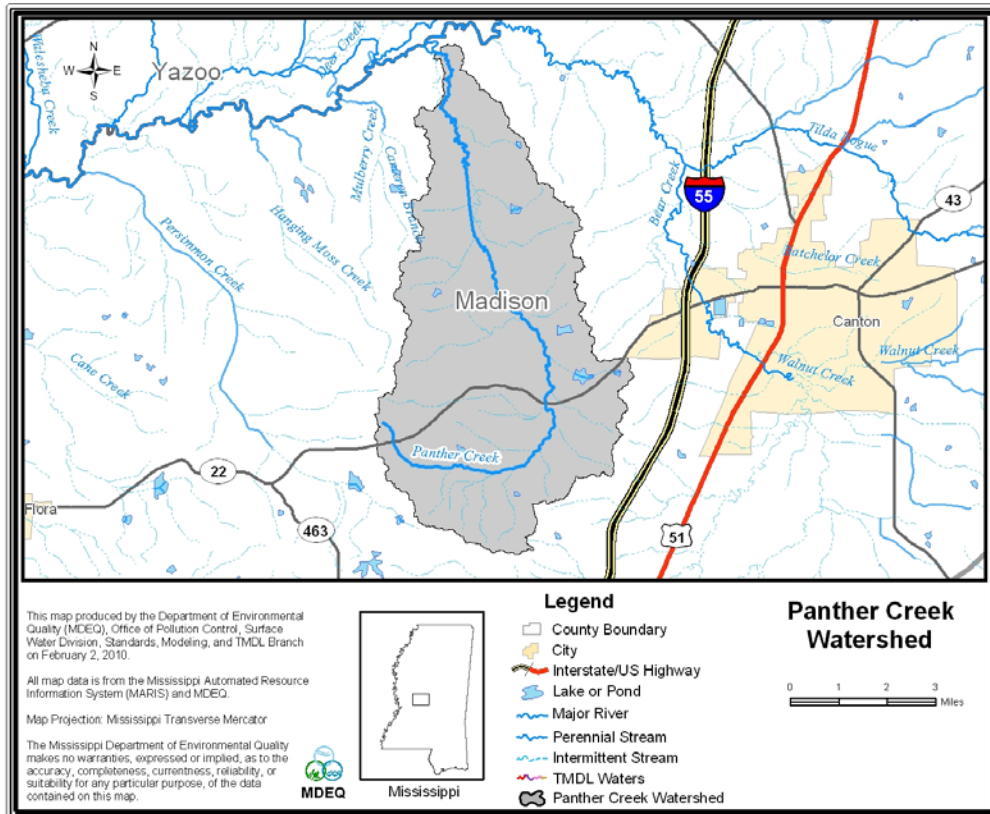 N
W E
S
Yazoo
Walesheba Creek
Deer Creek
Mulberry Creek
Cameron Branch
Hanging Moss Creek
Persimmon Creek
Cane Creek
Bear Creek
Tilda Bogue
55
43
Batchelor Creek
Madison
Canton
Walnut Creek
Walnut Creek
Panther Creek
22
463
51
Flora
This map produced by the Department of Environmental
Quality (MDEQ), Office of Pollution Control, Surface
Water Division, Standards, Modeling, and TMDL Branch
on February 2, 2010.
All map data is from the Mississippi Automated Resource
Information System (MARIS) and MDEQ.
Map Projection: Mississippi Transverse Mercator
The Mississippi Department of Environmental Quality
makes no warranties, expressed or implied, as to the
accuracy, completeness, currentness, reliability, or
suitability for any particular purpose, of the data
contained on this map.
MDEQ
Mississippi
Legend
County Boundary
City
Interstate/US Highway
Lake or Pond
Major River
Perennial Stream
Intermittent Stream
TMDL Waters
Panther Creek Watershed
Panther Creek
Watershed
0 1 2 3
Miles